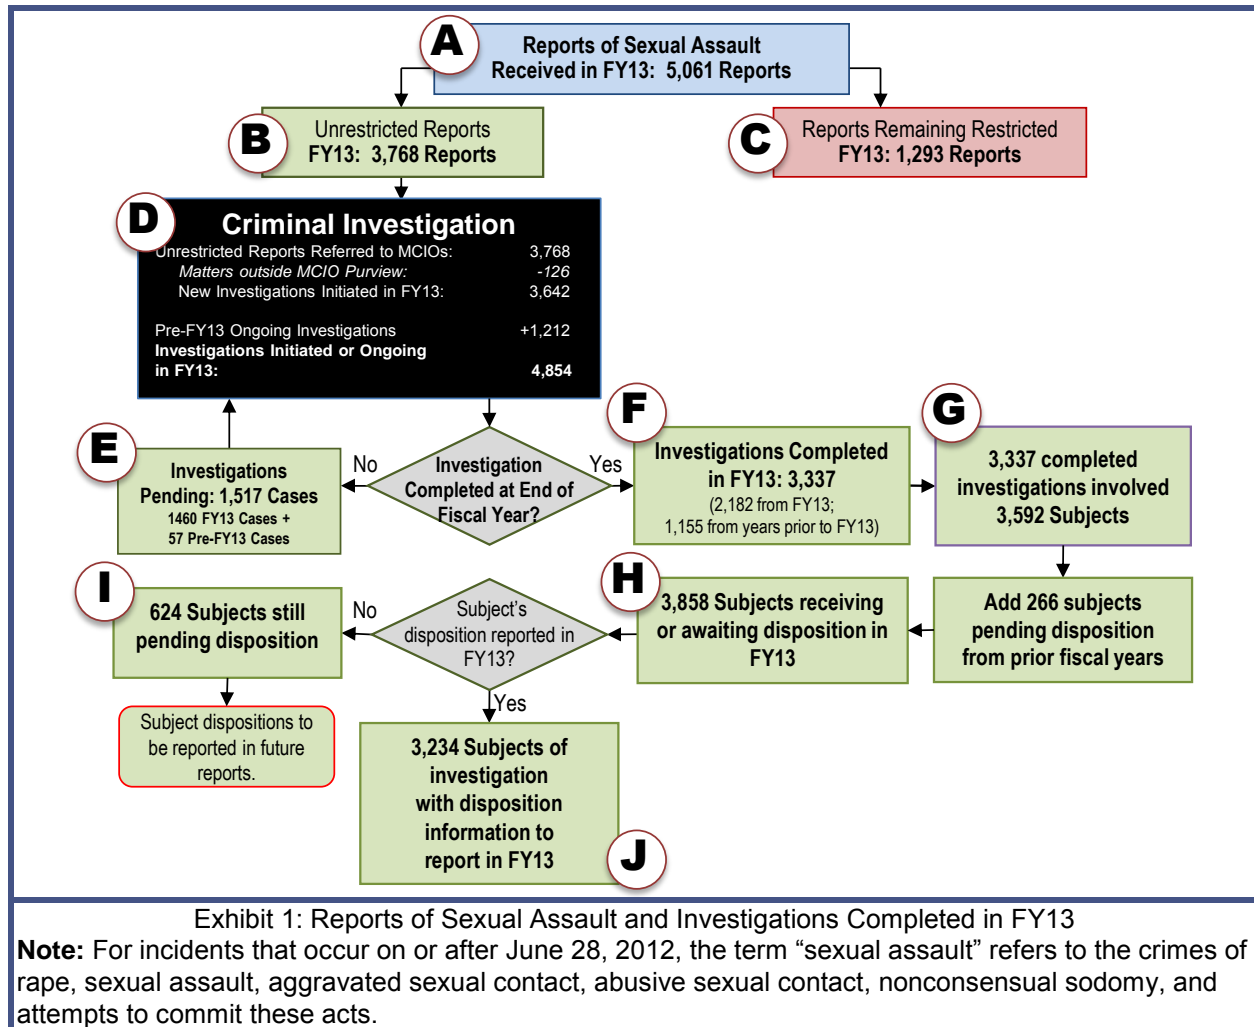 A
Reports of Sexual Assault
Received in FY13: 5,061 Reports
B
Unrestricted Reports
FY13: 3,768 Reports
C
Reports Remaining Restricted
FY13: 1,293 Reports
D
Criminal Investigation
Unrestricted Reports Referred to MCIOs: 3,768
Matters outside MCIO Purview: -126
New Investigations Initiated in FY13: 3,642
Pre-FY13 Ongoing Investigations +1,212
Investigations Initiated or Ongoing
in FY13: 4,854
E
Investigations
Pending: 1,517 Cases
1460 FY13 Cases +
57 Pre-FY13 Cases
No
Investigation
Completed at End of
Fiscal Year?
Yes
F
Investigations Completed
in FY13: 3,337
(2,182 from FY13;
1,155 from years prior to FY13)
G
3,337 completed
investigations involved
3,592 Subjects
Add 266 subjects
pending disposition
from prior fiscal years
H
3,858 Subjects receiving
or awaiting disposition in
FY13
Subject's
disposition reported in
FY13?
No
I
624 Subjects still
pending disposition
Subject dispositions to
be reported in future
reports.
Yes
3,234 Subjects of
investigation
with disposition
information to
report in FY13
J
Exhibit 1: Reports of Sexual Assault and Investigations Completed in FY13
Note: For incidents that occur on or after June 28, 2012, the term “sexual assault” refers to the crimes of
rape, sexual assault, aggravated sexual contact, abusive sexual contact, nonconsensual sodomy, and
attempts to commit these acts.